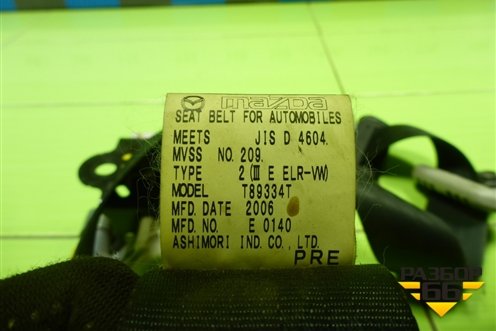 mazda
SEAT BELT FOR AUTOMOBILES
MEETS JIS D 4604.
MVSS NO. 209.
TYPE 2 (III E ELR-VW)
MODEL T89334T
MFD. DATE 2006
MFD. NO. E 0140
ASHIMORI IND. CO., LTD.
PRE
РАЗБОР
66